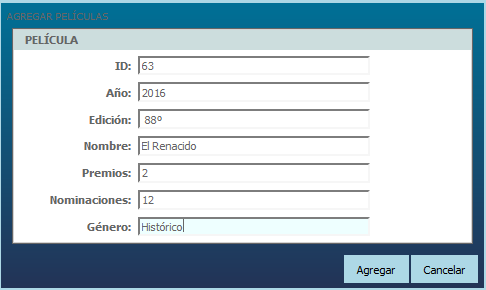 AGREGAR PELÍCULAS
PELÍCULA
ID: 63
Año: 2016
Edición: 88º
Nombre: El Renacido
Premios: 2
Nominaciones: 12
Género: Histórico
Agregar Cancelar